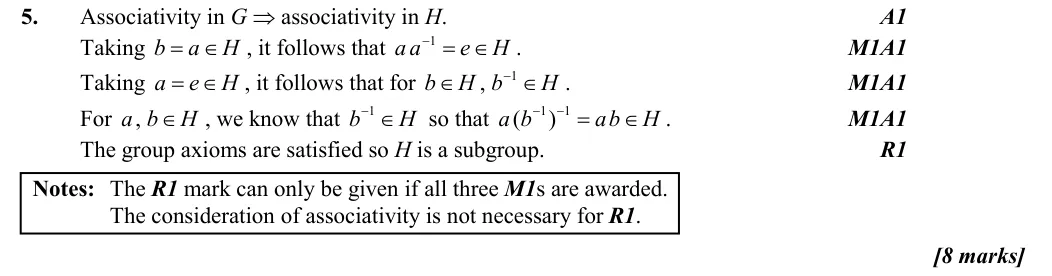 5. Associativity in G ⇒ associativity in H. A1
Taking b = a ∈ H , it follows that a a⁻¹ = e ∈ H . M1A1
Taking a = e ∈ H , it follows that for b ∈ H , b⁻¹ ∈ H . M1A1
For a, b ∈ H , we know that b⁻¹ ∈ H so that a(b⁻¹)⁻¹ = ab ∈ H . M1A1
The group axioms are satisfied so H is a subgroup. R1
Notes: The R1 mark can only be given if all three M1s are awarded.
The consideration of associativity is not necessary for R1.
[8 marks]